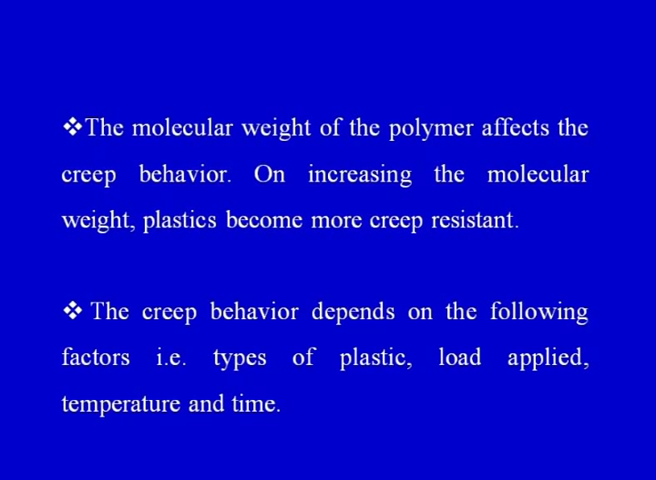 ❖The molecular weight of the polymer affects the
creep behavior. On increasing the molecular
weight, plastics become more creep resistant.
❖ The creep behavior depends on the following
factors i.e. types of plastic, load applied,
temperature and time.